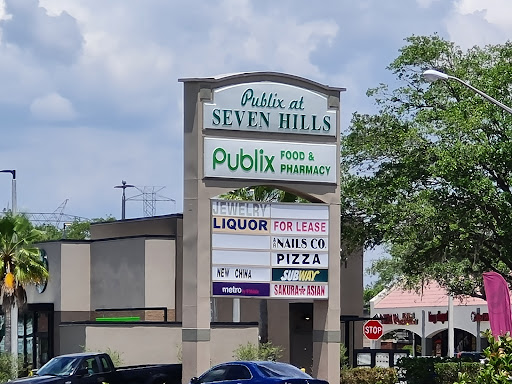 Publix at
SEVEN HILLS
Publix FOOD &
PHARMACY
JEWELRY
LIQUOR FOR LEASE
NAILS CO.
PIZZA
NEW CHINA SUBWAY
metro SAKURA ASIAN
STOP